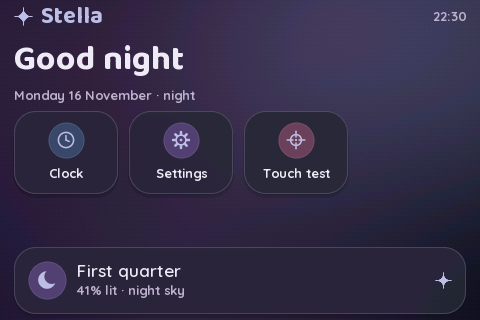 Stella
22:30
Good night
Monday 16 November · night
Clock
Settings
Touch test
First quarter
41% lit · night sky